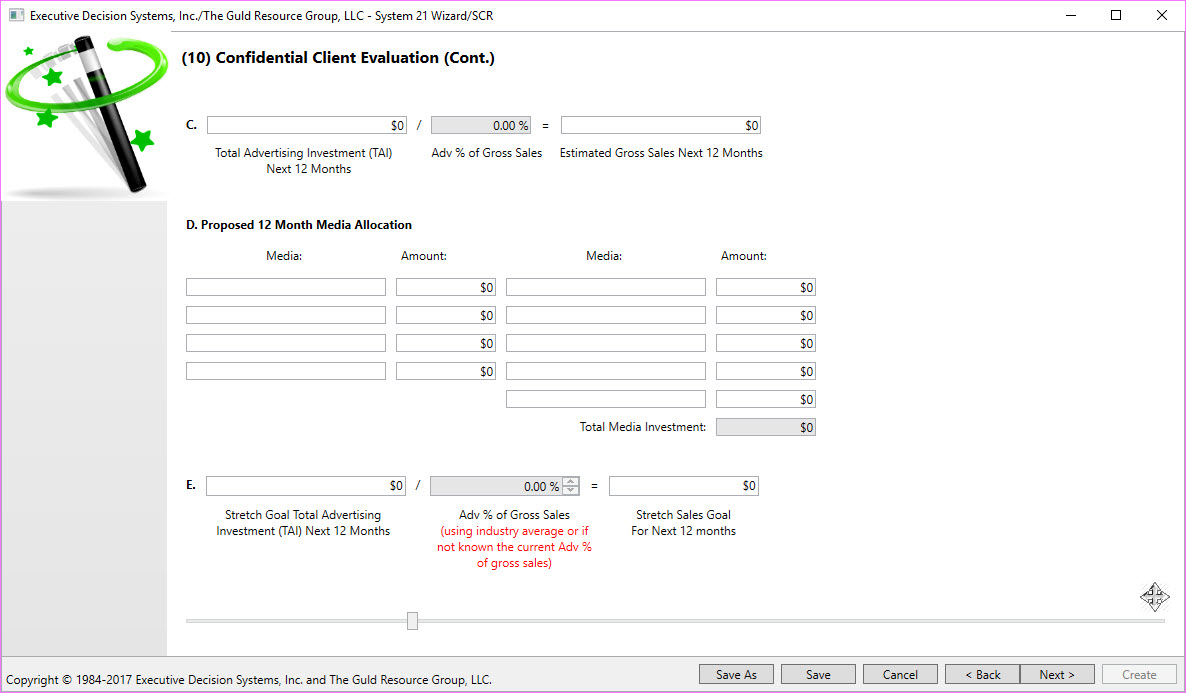 Executive Decision Systems, Inc./The Guld Resource Group, LLC - System 21 Wizard/SCR
(10) Confidential Client Evaluation (Cont.)
C. $0 / 0.00 % = $0
Total Advertising Investment (TAI) Adv % of Gross Sales Estimated Gross Sales Next 12 Months
Next 12 Months
D. Proposed 12 Month Media Allocation
Media: Amount: Media: Amount:
$0 $0
$0 $0
$0 $0
$0 $0
$0
Total Media Investment: $0
E. $0 / 0.00 % = $0
Stretch Goal Total Advertising Adv % of Gross Sales Stretch Sales Goal
Investment (TAI) Next 12 Months (using industry average or if For Next 12 months
not known the current Adv %
of gross sales)
Save As Save Cancel < Back Next > Create
Copyright © 1984-2017 Executive Decision Systems, Inc. and The Guld Resource Group, LLC.